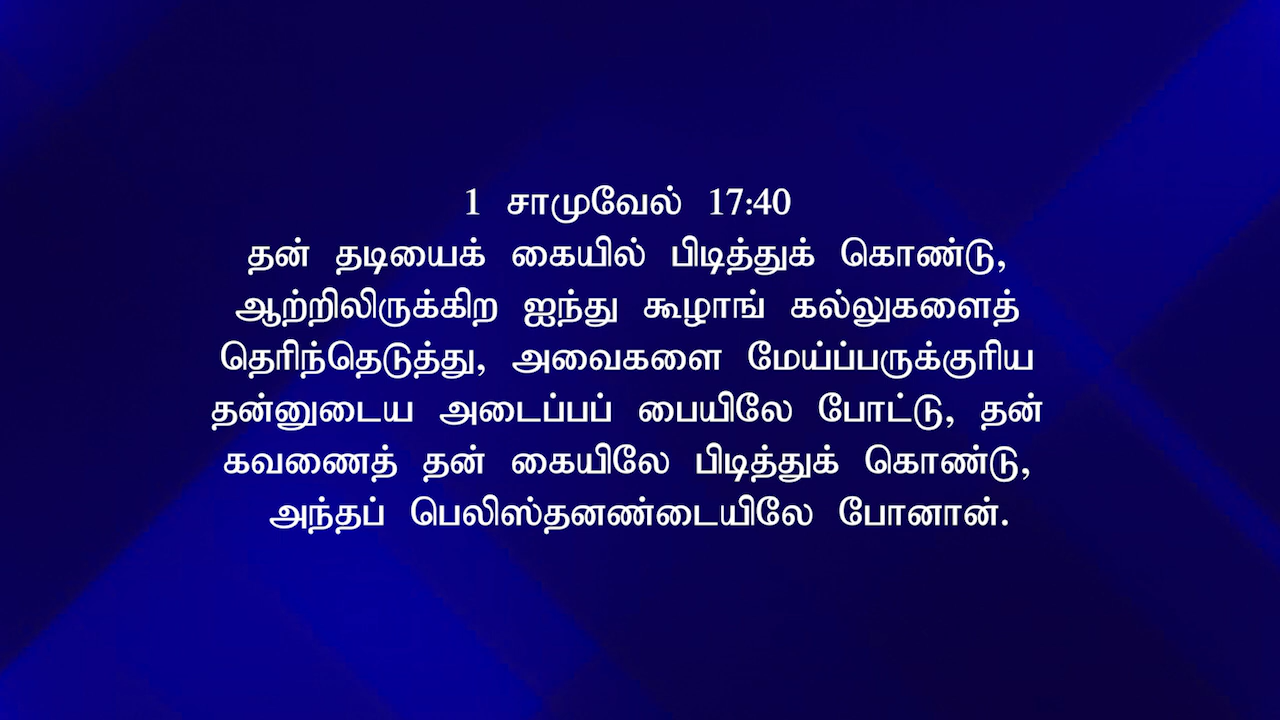 1 சாமுவேல் 17:40
தன் தடியைக் கையில் பிடித்துக் கொண்டு,
ஆற்றிலிருக்கிற ஐந்து கூழாங் கல்லுகளைத்
தெரிந்தெடுத்து, அவைகளை மேய்ப்பருக்குரிய
தன்னுடைய அடைப்பப் பையிலே போட்டு, தன்
கவணைத் தன் கையிலே பிடித்துக் கொண்டு,
அந்தப் பெலிஸ்தனண்டையிலே போனான்.